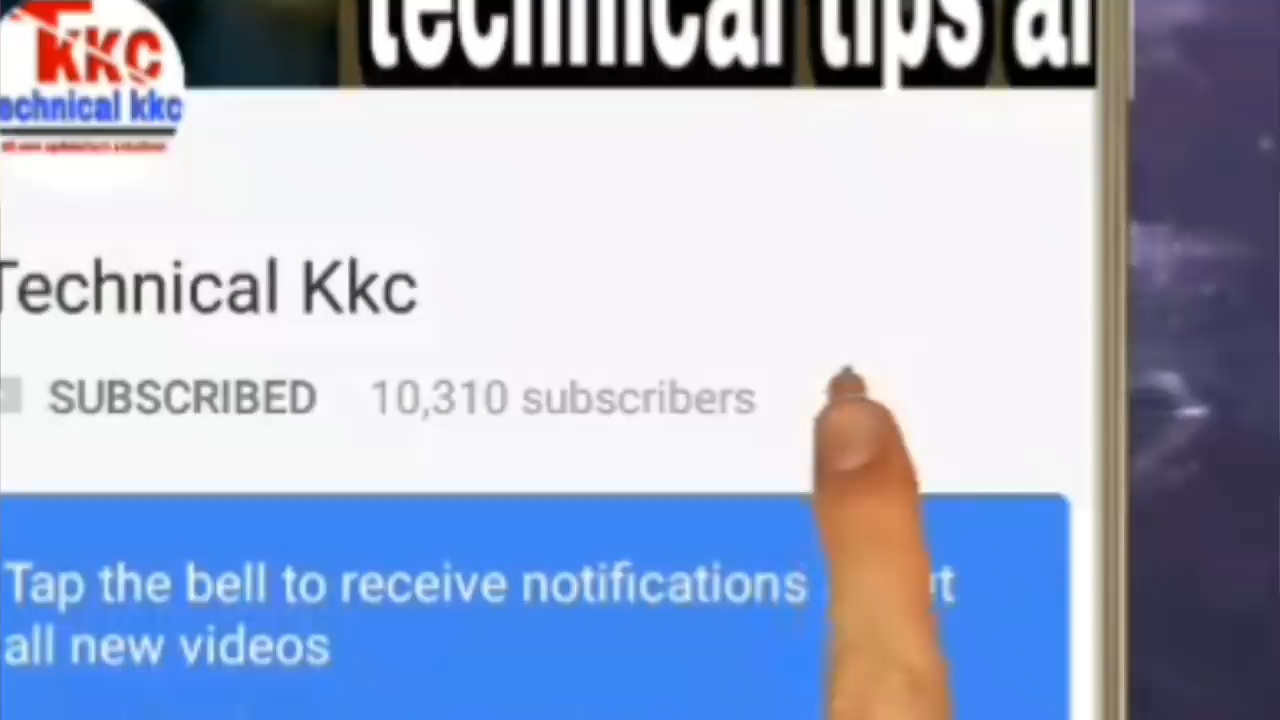 technical tips a
KKC
echnical kkc
Technical Kkc
SUBSCRIBED 10,310 subscribers
Tap the bell to receive notifications
all new videos